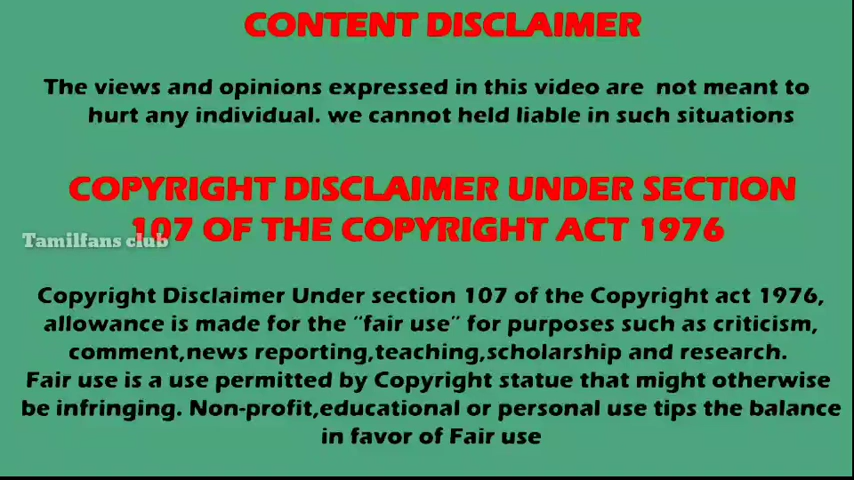 CONTENT DISCLAIMER
The views and opinions expressed in this video are not meant to
hurt any individual. we cannot held liable in such situations
COPYRIGHT DISCLAIMER UNDER SECTION
107 OF THE COPYRIGHT ACT 1976
Tamilfans club
Copyright Disclaimer Under section 107 of the Copyright act 1976,
allowance is made for the “fair use” for purposes such as criticism,
comment,news reporting,teaching,scholarship and research.
Fair use is a use permitted by Copyright statue that might otherwise
be infringing. Non-profit,educational or personal use tips the balance
in favor of Fair use